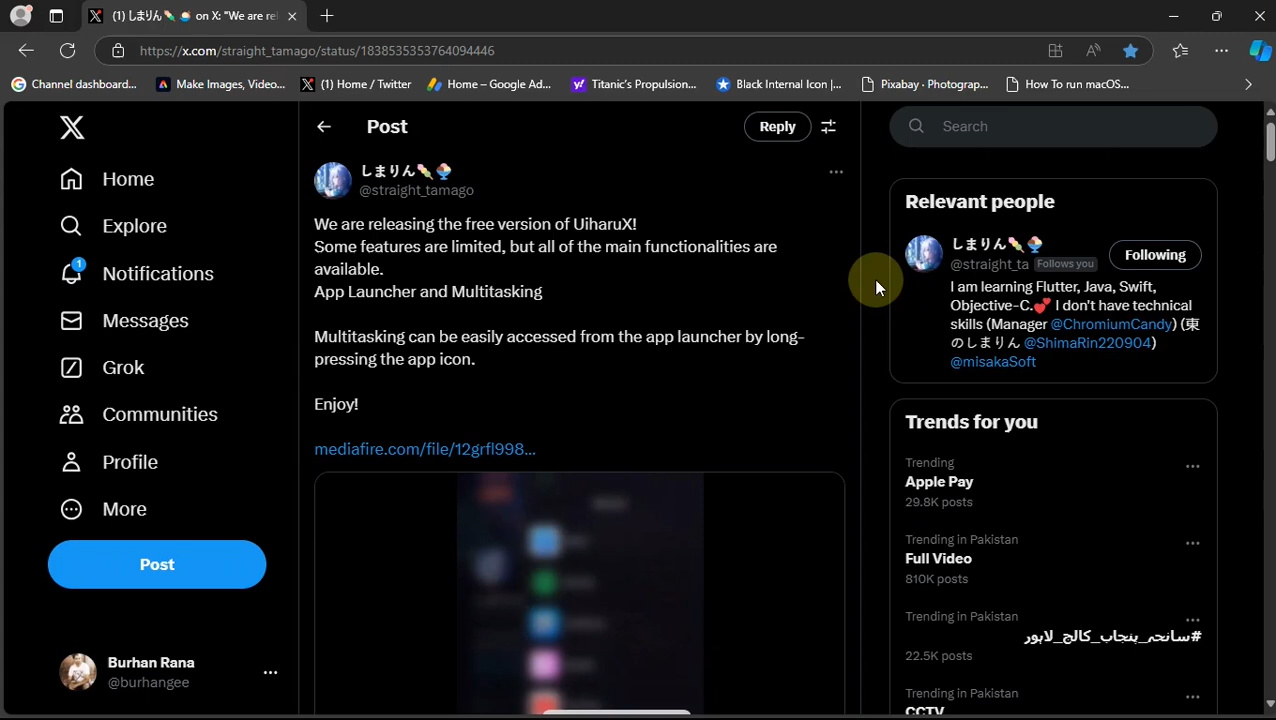 (1) しまりん🍡🍧 on X: "We are rel
https://x.com/straight_tamago/status/1838535353764094446
Channel dashboard...
Make Images, Video...
(1) Home / Twitter
Home – Google Ad...
Titanic's Propulsion...
Black Internal Icon |...
Pixabay - Photograp...
How To run macOS...
Home
Explore
1
Notifications
Messages
Grok
Communities
Profile
More
Post
Burhan Rana
@burhangee
Post
Reply
しまりん🍡🍧
@straight_tamago
We are releasing the free version of UiharuX!
Some features are limited, but all of the main functionalities are
available.
App Launcher and Multitasking
Multitasking can be easily accessed from the app launcher by long-
pressing the app icon.
Enjoy!
mediafire.com/file/12grfl998...
Search
Relevant people
しまりん🍡🍧
@straight_ta Follows you
Following
I am learning Flutter, Java, Swift,
Objective-C.💕 I don't have technical
skills (Manager @ChromiumCandy) (東
のしまりん @ShimaRin220904)
@misakaSoft
Trends for you
Trending
Apple Pay
29.8K posts
Trending in Pakistan
Full Video
810K posts
Trending in Pakistan
#سانحہ_پنجاب_کالج_لاہور
22.5K posts
Trending in Pakistan
CCTV